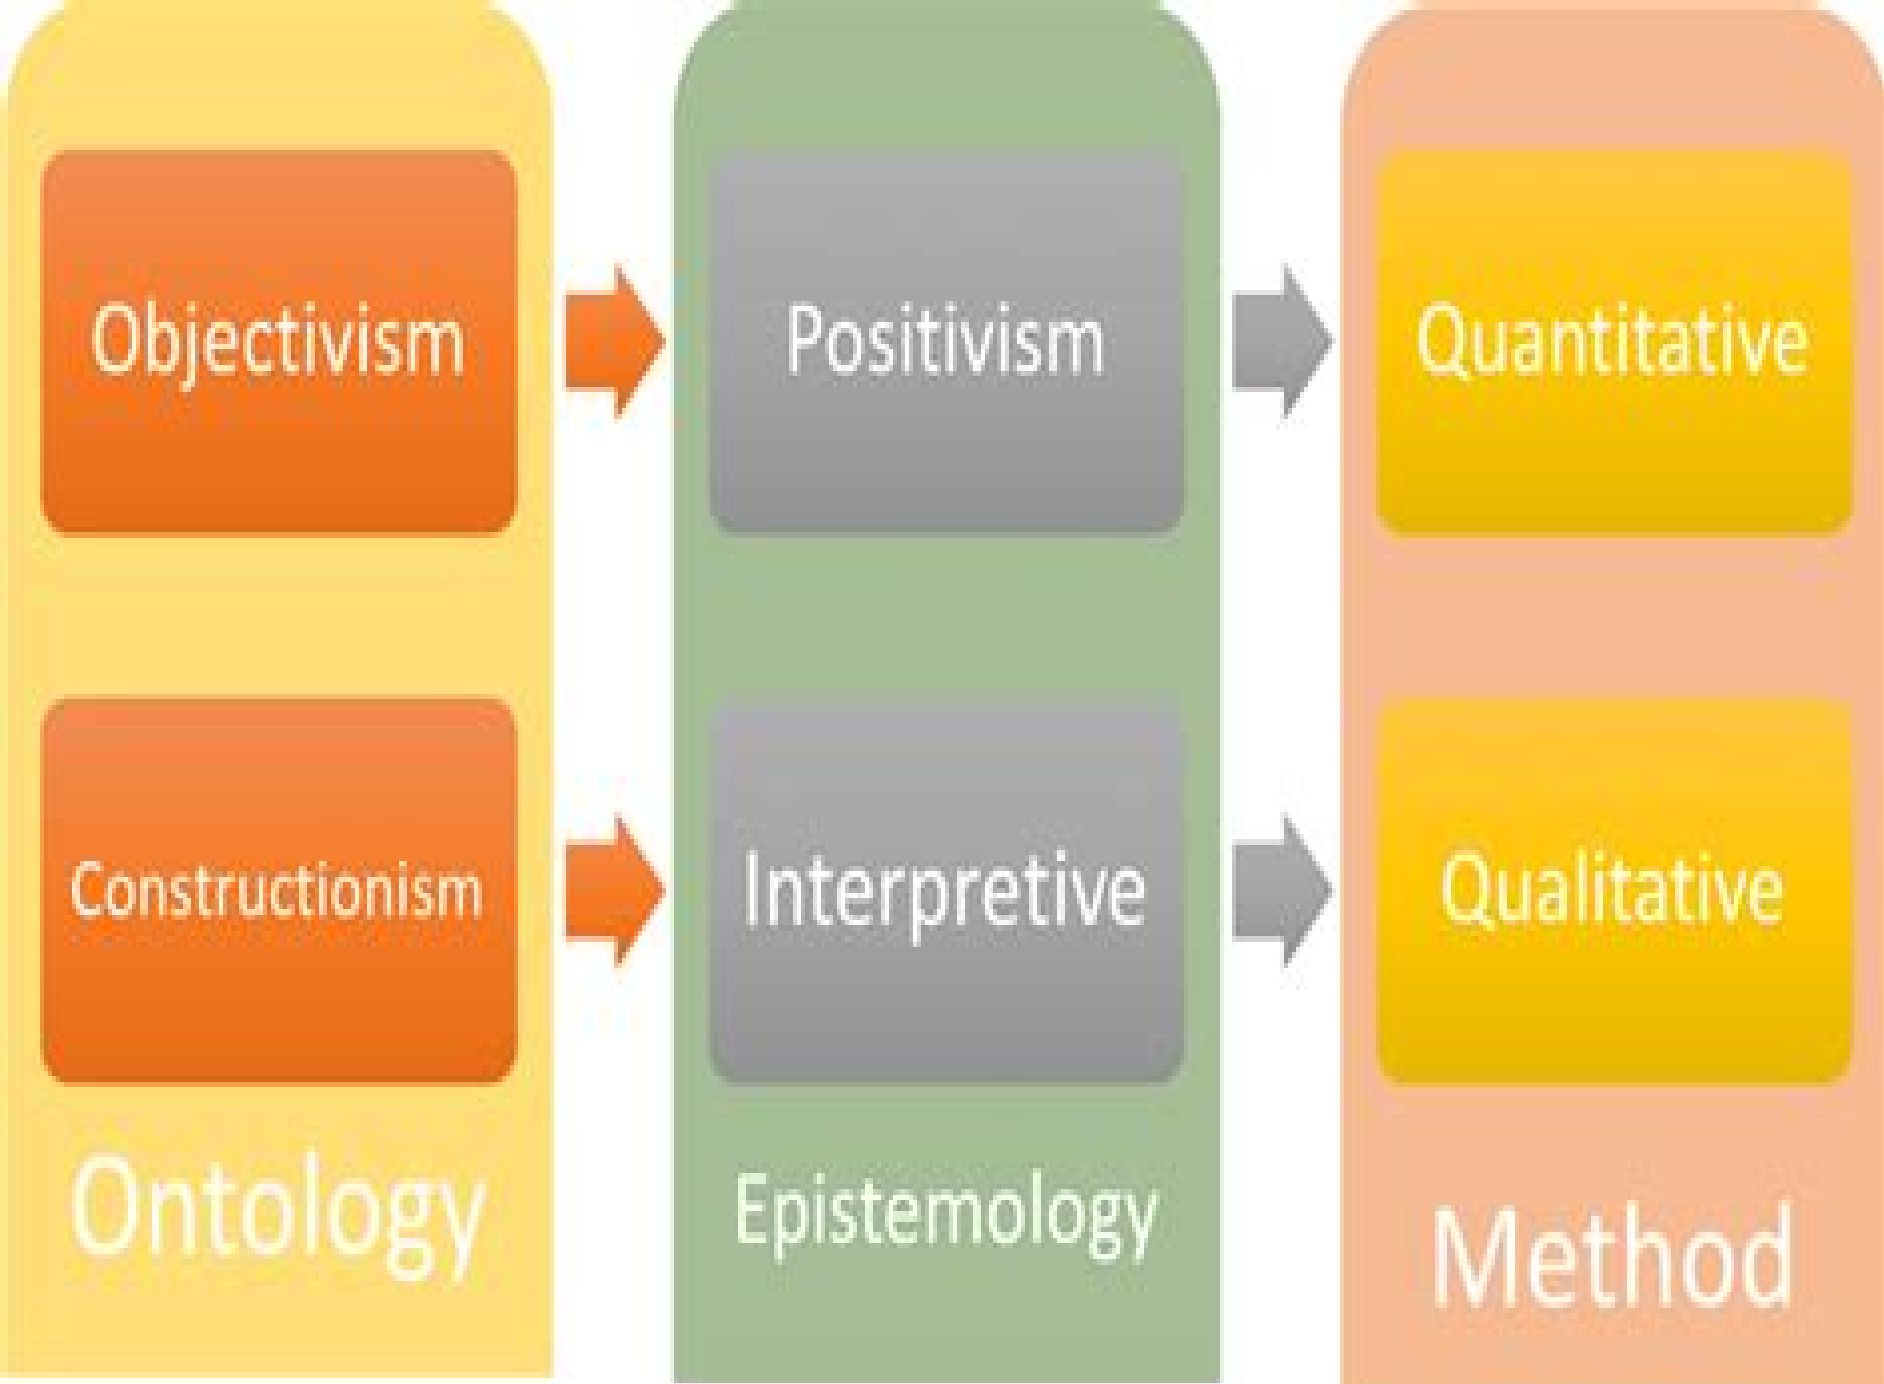 Objectivism
Positivism
Quantitative
Constructionism
Interpretive
Qualitative
Ontology
Epistemology
Method